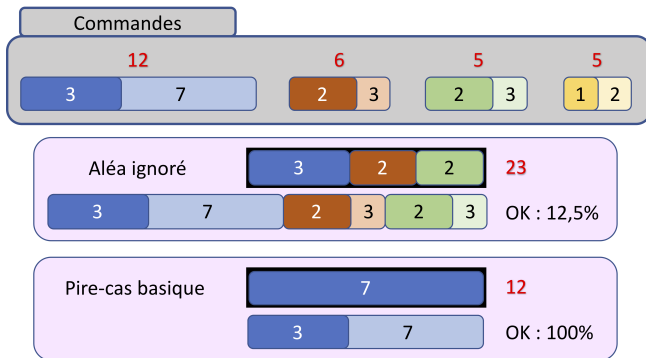 Commandes
12 6 5 5
3 7 2 3 2 3 1 2
Aléa ignoré 3 2 2 23
3 7 2 3 2 3 OK : 12,5%
Pire-cas basique 7 12
3 7 OK : 100%